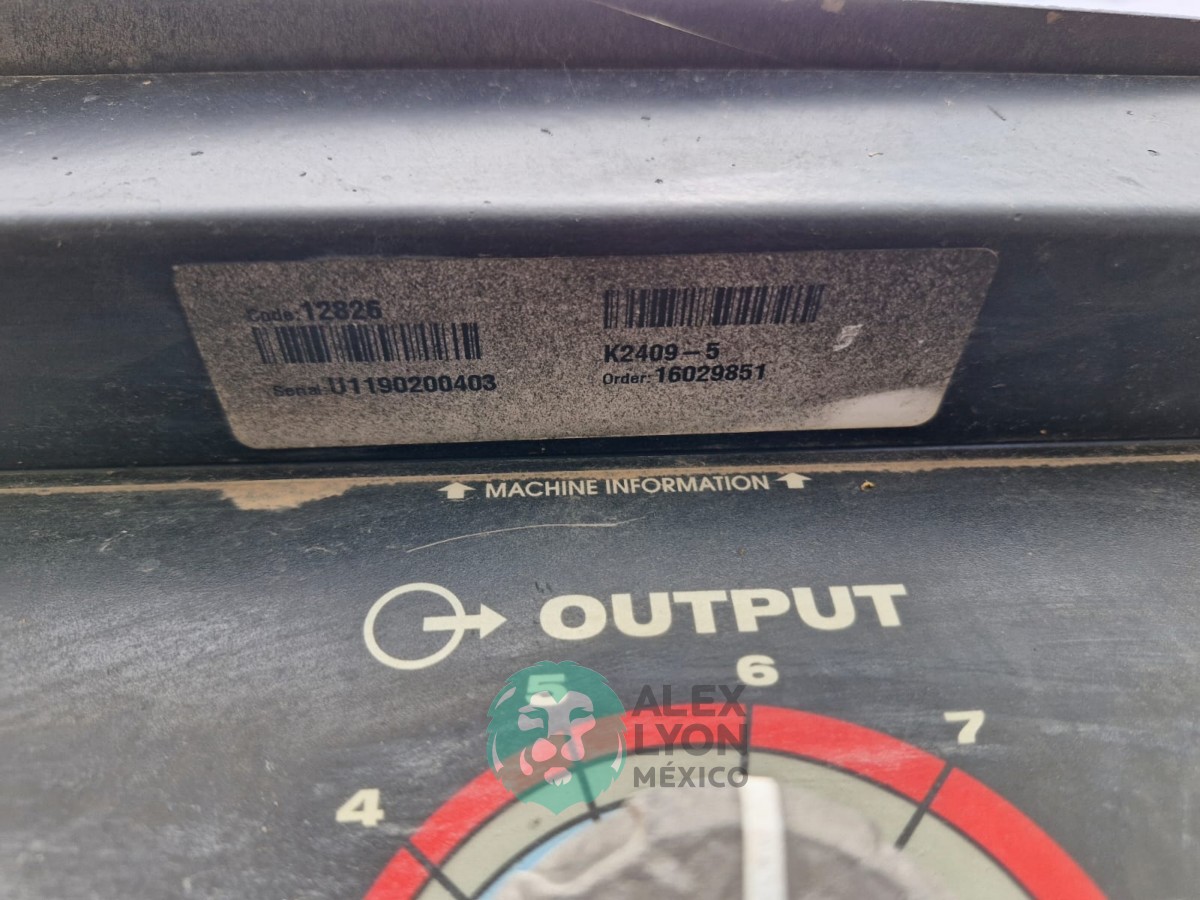 Code: 12826
Serial: U1190200403
K2409-5
Order: 16029851
MACHINE INFORMATION
OUTPUT
4
5
6
7
ALEX
LYON
MÉXICO